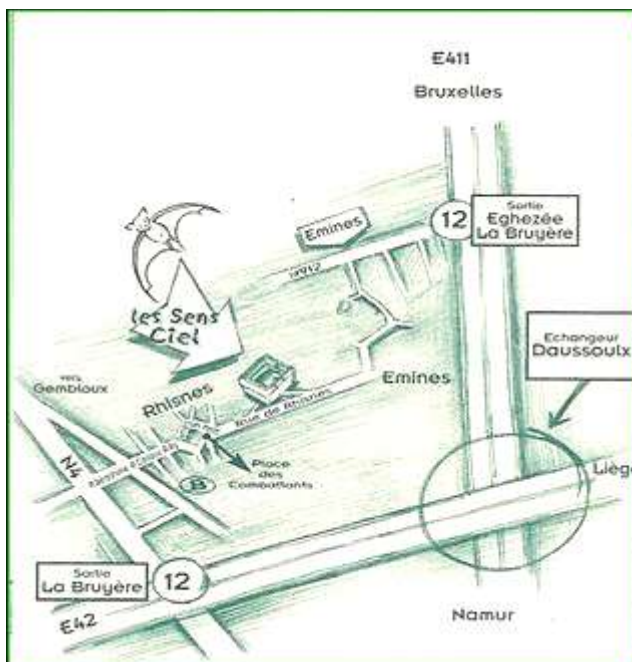 E411
Bruxelles
12
Sortie
Eghezée
La Bruyère
Emines
N912
les Sens
Ciel
Echangeur
Daussoulx
vers
Gembloux
Rhisnes
Emines
Rue de Rhisnes
N4
Place
des
Combattants
B
Liège
Sortie
La Bruyère
12
E42
Namur